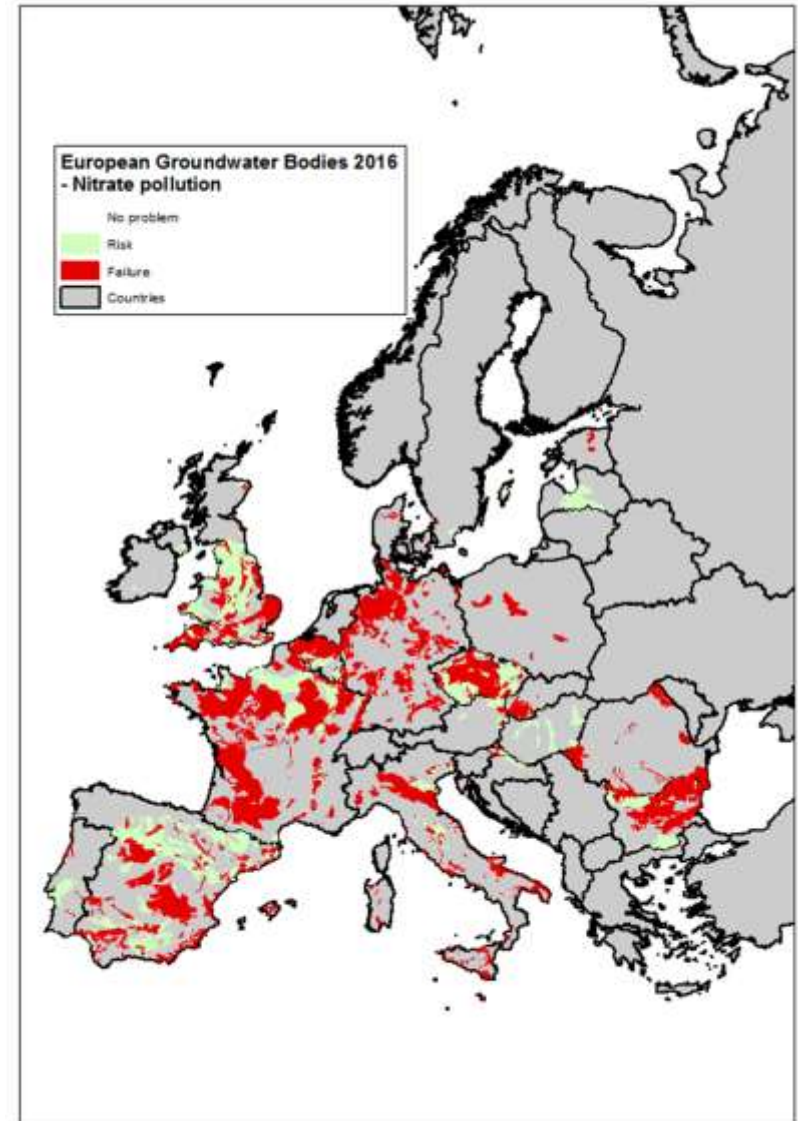 European Groundwater Bodies 2016
- Nitrate pollution
No problem
Risk
Failure
Countries